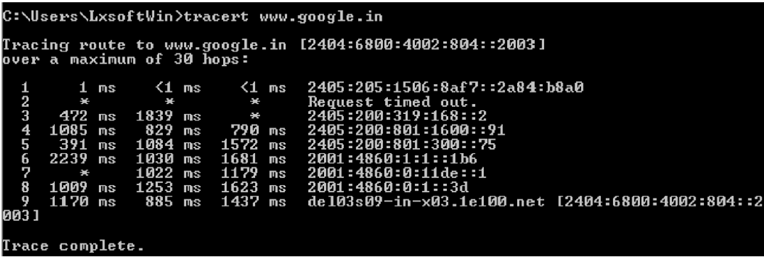 C:\Users\LxsoftWin>tracert www.google.in
Tracing route to www.google.in [2404:6800:4002:804::2003]
over a maximum of 30 hops:
1 1 ms <1 ms <1 ms 2405:205:1506:8af7::2a84:b8a0
2 * * * Request timed out.
3 472 ms 1839 ms * 2405:200:319:168::2
4 1085 ms 829 ms 790 ms 2405:200:801:1600::91
5 391 ms 1084 ms 1572 ms 2405:200:801:300::75
6 2239 ms 1030 ms 1681 ms 2001:4860:1:1::1b6
7 * 1022 ms 1179 ms 2001:4860:0:11de::1
8 1009 ms 1253 ms 1623 ms 2001:4860:0:1::3d
9 1170 ms 885 ms 1437 ms del03s09-in-x03.1e100.net [2404:6800:4002:804::2
003]
Trace complete.